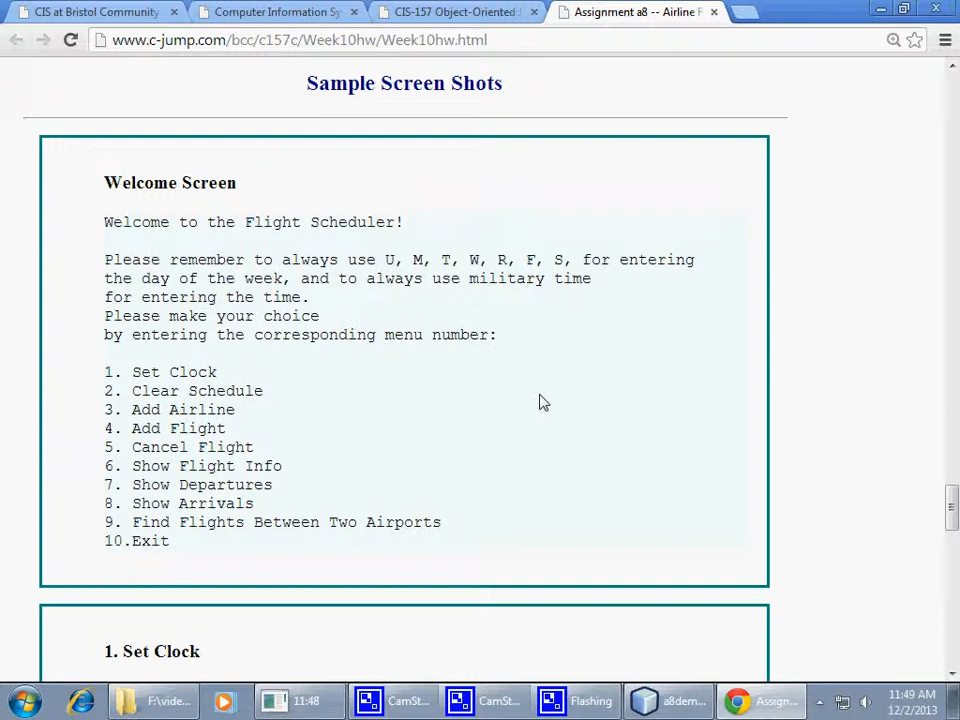 CIS at Bristol Community
Computer Information Sy
CIS-157 Object-Oriented J
Assignment a8 -- Airline F
www.c-jump.com/bcc/c157c/Week10hw/Week10hw.html
Sample Screen Shots
Welcome Screen
Welcome to the Flight Scheduler!
Please remember to always use U, M, T, W, R, F, S, for entering
the day of the week, and to always use military time
for entering the time.
Please make your choice
by entering the corresponding menu number:
1. Set Clock
2. Clear Schedule
3. Add Airline
4. Add Flight
5. Cancel Flight
6. Show Flight Info
7. Show Departures
8. Show Arrivals
9. Find Flights Between Two Airports
10.Exit
1. Set Clock
F:\vide...
11:48
CamSt...
CamSt...
Flashing
a8dem...
Assign...
11:49 AM
12/2/2013